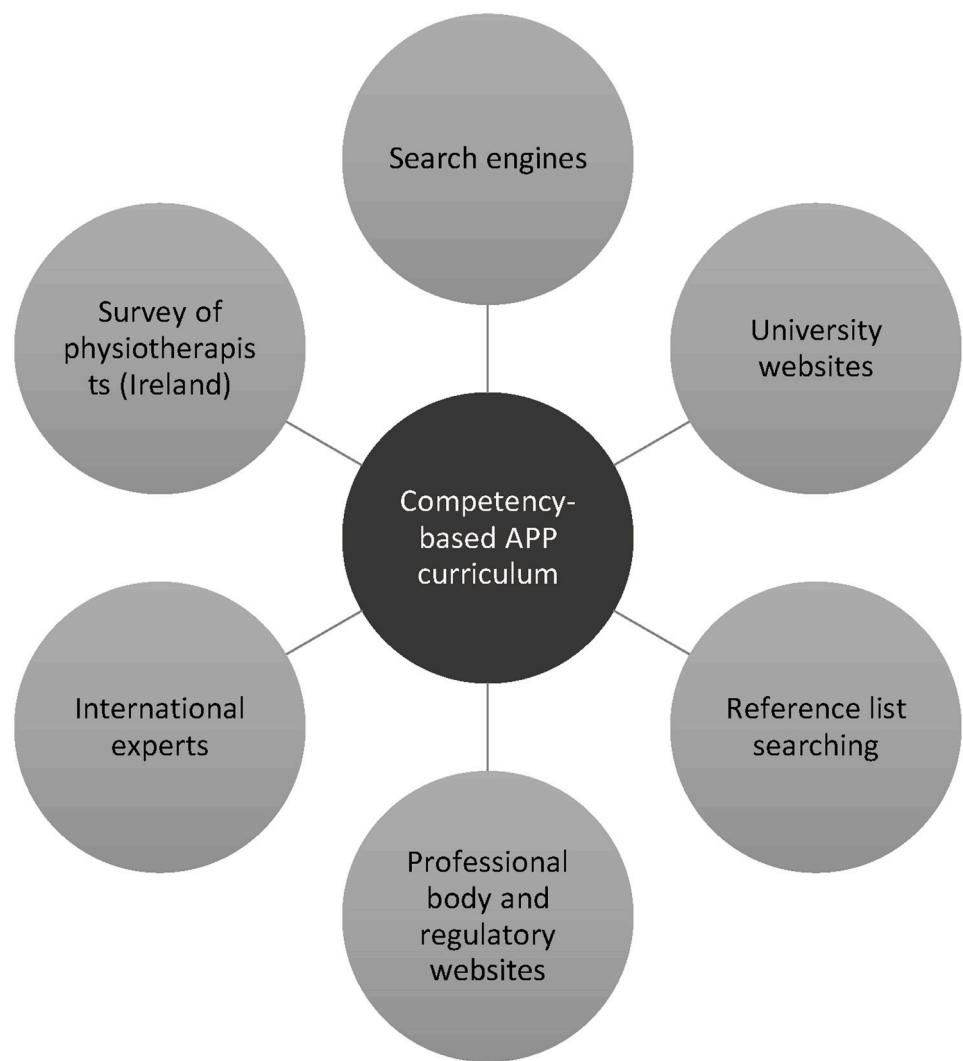 Search engines
Survey of
physiotherapis
ts (Ireland)
University
websites
Competency-
based APP
curriculum
International
experts
Reference list
searching
Professional
body and
regulatory
websites